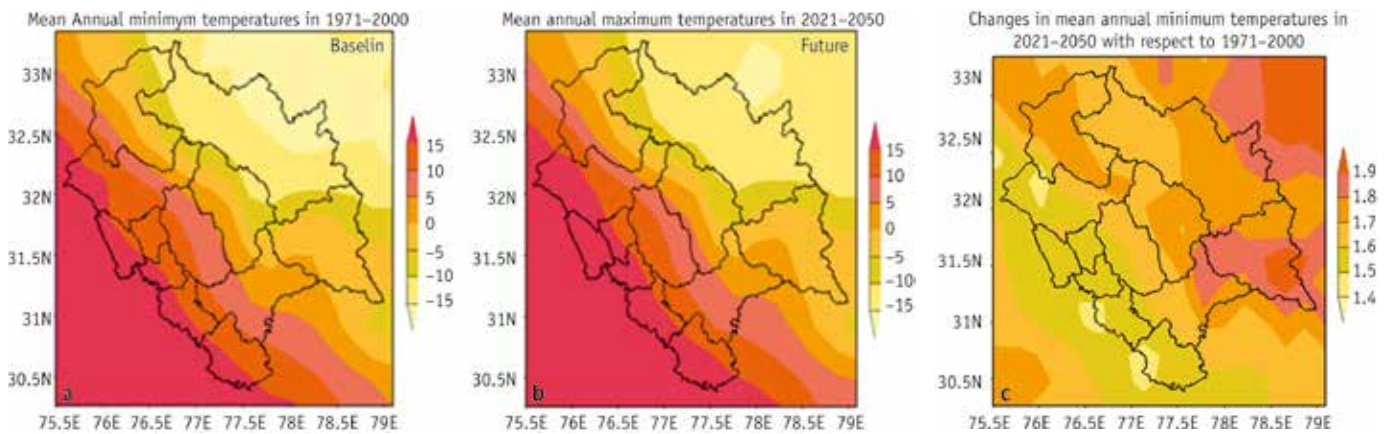 Mean Annual minimym temperatures in 1971–2000
Baselin
33N
32.5N
32N
31.5N
31N
30.5N
a
75.5E 76E 76.5E 77E 77.5E 78E 78.5E 79E
15
10
5
0
−5
−10
−15
Mean annual maximum temperatures in 2021–2050
Future
33N
32.5N
32N
31.5N
31N
30.5N
b
75.5E 76E 76.5E 77E 77.5E 78E 78.5E 79E
15
10
5
0
−5
−10
−15
Changes in mean annual minimum temperatures in
2021–2050 with respect to 1971–2000
33N
32.5N
32N
31.5N
31N
30.5N
c
75.5E 76E 76.5E 77E 77.5E 78E 78.5E 79E
1.9
1.8
1.7
1.6
1.5
1.4